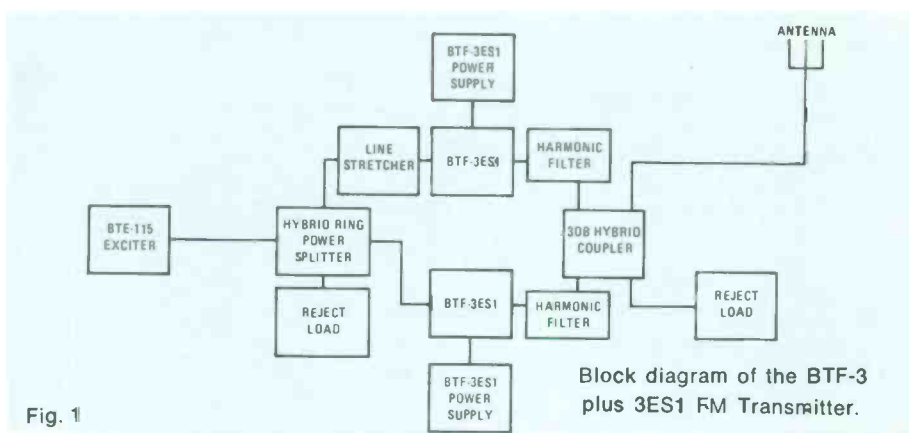 ANTENNA
BTF-3ES1
POWER
SUPPLY
LINE
STRETCHER
BTF-3ES1
HARMONIC
FILTER
BTE-115
EXCITER
HYBRID RING
POWER
SPLITTER
3DB HYBRID
COUPLER
REJECT
LOAD
BTF-3ES1
HARMONIC
FILTER
REJECT
LOAD
BTF-3ES1
POWER
SUPPLY
Block diagram of the BTF-3
plus 3ES1 FM Transmitter.
Fig. 1